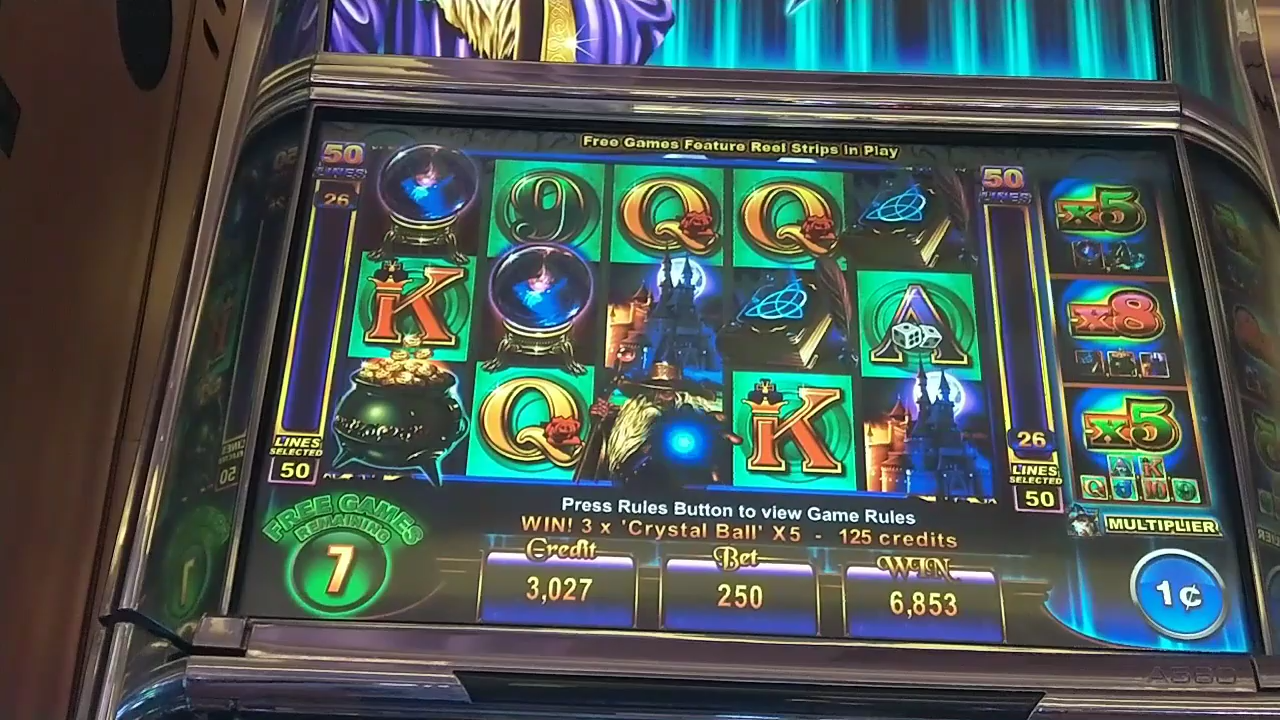 Free Games Feature Reel Strips In Play
50
LINES
26
9
Q
Q
50
LINES
x5
K
A
x8
Q
K
x5
LINES
SELECTED
50
26
LINES
SELECTED
50
A K
Q
Press Rules Button to view Game Rules
WIN! 3 x 'Crystal Ball' X5 - 125 credits
MULTIPLIER
FREE GAMES
REMAINING
7
Credit
3,027
Bet
250
WIN
6,853
1¢
A560